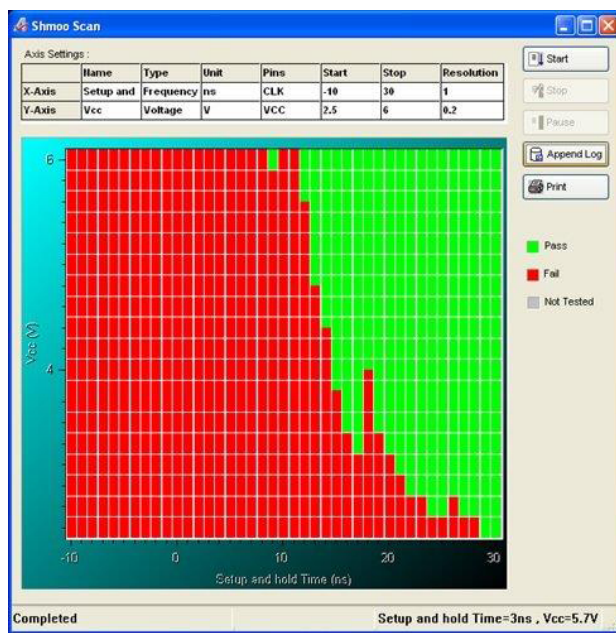 Shmoo Scan
Axis Settings :
Name Type Unit Pins Start Stop Resolution
X-Axis Setup and Frequency ns CLK -10 30 1
Y-Axis Vcc Voltage V VCC 2.5 6 0.2
Start
Stop
Pause
Append Log
Print
Pass
Fail
Not Tested
6
4
Vcc (V)
-10 0 10 20 30
Setup and hold Time (ns)
Completed
Setup and hold Time=3ns , Vcc=5.7V